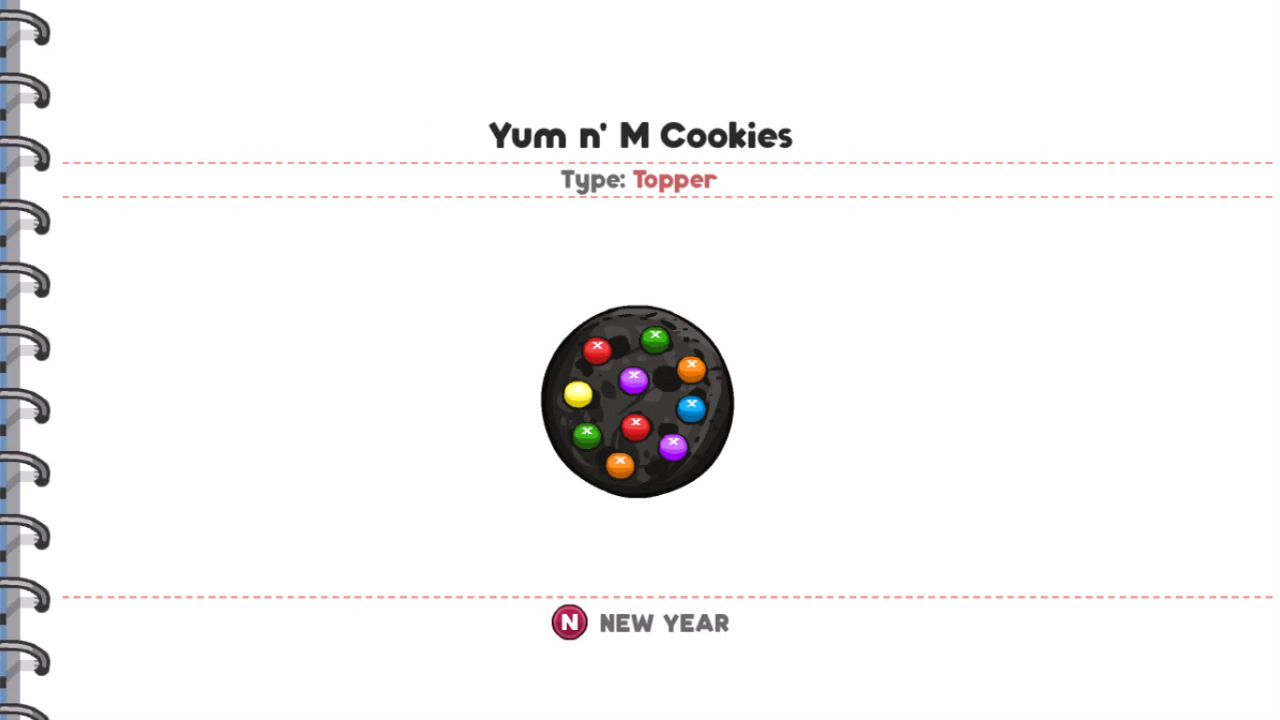 Yum n' M Cookies
Type: Topper
x x x x x x x x x
N NEW YEAR